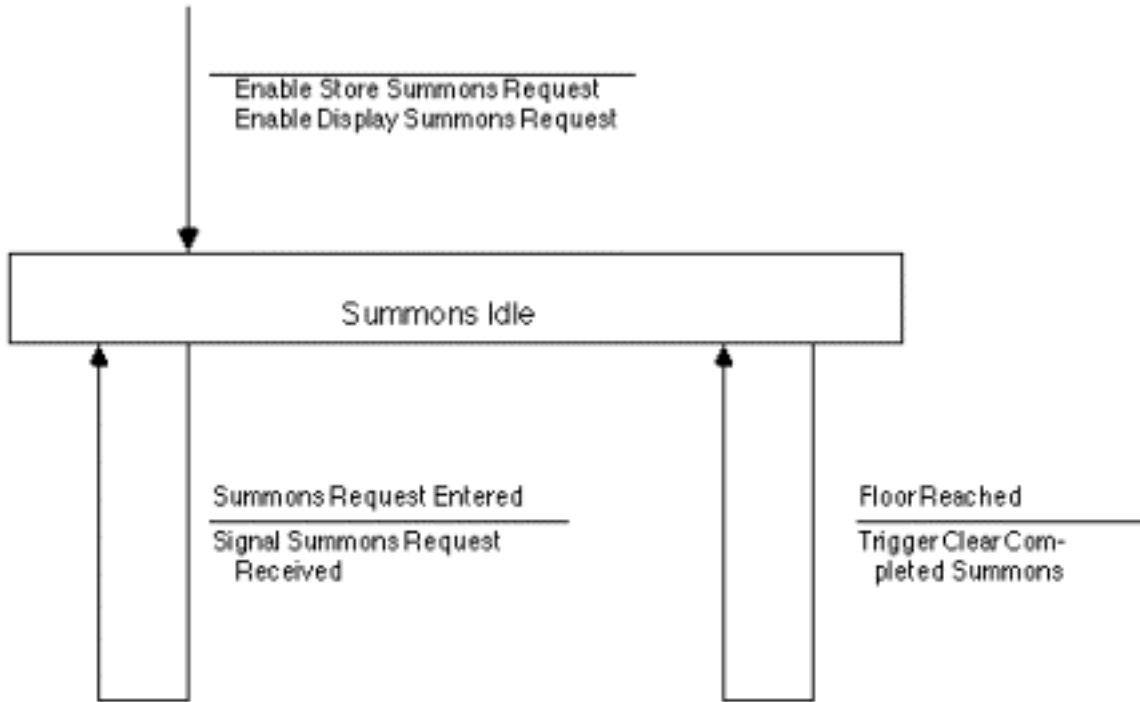 Enable Store Summons Request
Enable Display Summons Request
Summons Idle
Summons Request Entered
Signal Summons Request
Received
Floor Reached
Trigger Clear Com-
pleted Summons